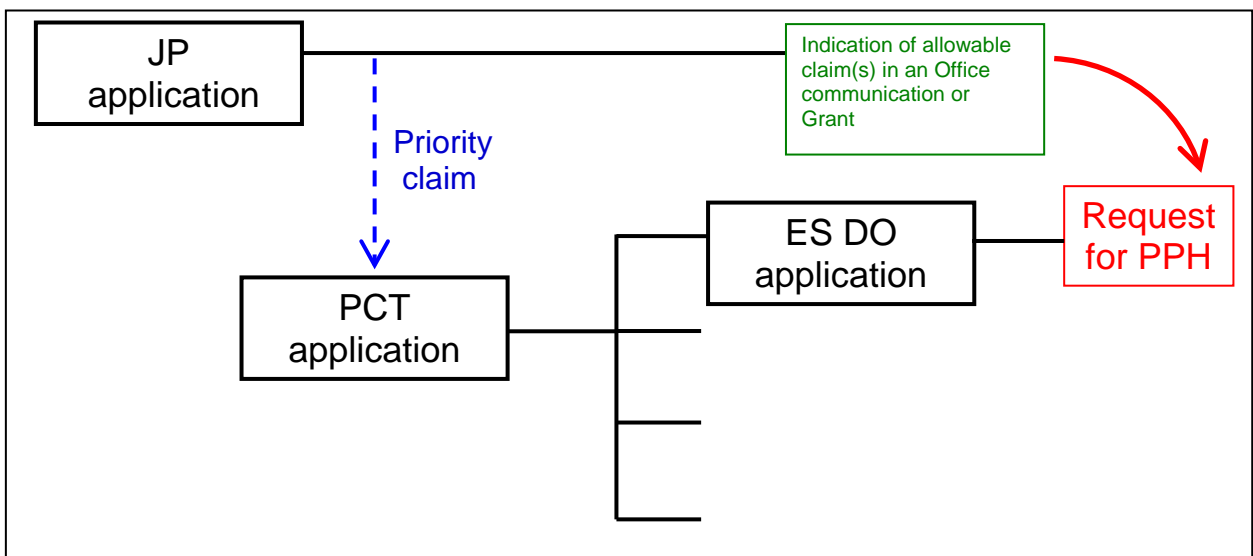 JP
application
Indication of allowable
claim(s) in an Office
communication or
Grant
Priority
claim
ES DO
application
Request
for PPH
PCT
application